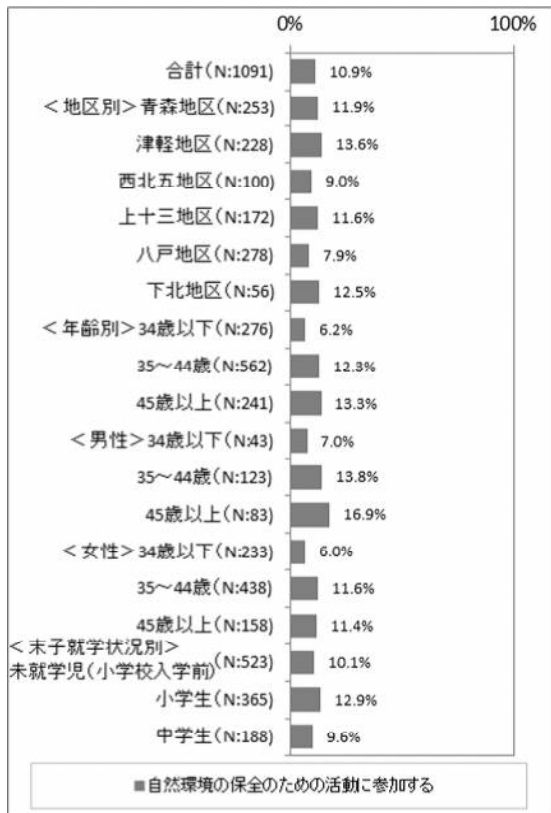 0% 100%
合計(N:1091) 10.9%
＜地区別＞青森地区(N:253) 11.9%
津軽地区(N:228) 13.6%
西北五地区(N:100) 9.0%
上十三地区(N:172) 11.6%
八戸地区(N:278) 7.9%
下北地区(N:56) 12.5%
＜年齢別＞34歳以下(N:276) 6.2%
35～44歳(N:562) 12.3%
45歳以上(N:241) 13.3%
＜男性＞34歳以下(N:43) 7.0%
35～44歳(N:123) 13.8%
45歳以上(N:83) 16.9%
＜女性＞34歳以下(N:233) 6.0%
35～44歳(N:438) 11.6%
45歳以上(N:158) 11.4%
＜末子就学状況別＞
未就学児(小学校入学前)(N:523) 10.1%
小学生(N:365) 12.9%
中学生(N:188) 9.6%
自然環境の保全のための活動に参加する